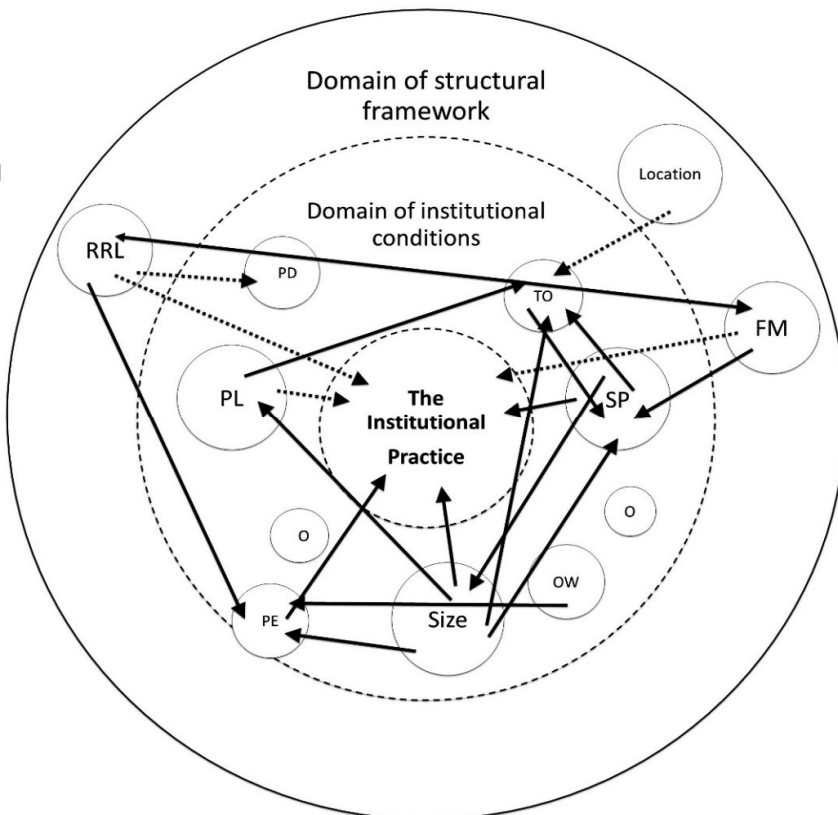 Domain of structural
framework
Location
Domain of institutional
conditions
RRL
PD
TO
FM
PL
The
Institutional
Practice
SP
O
O
OW
PE
Size